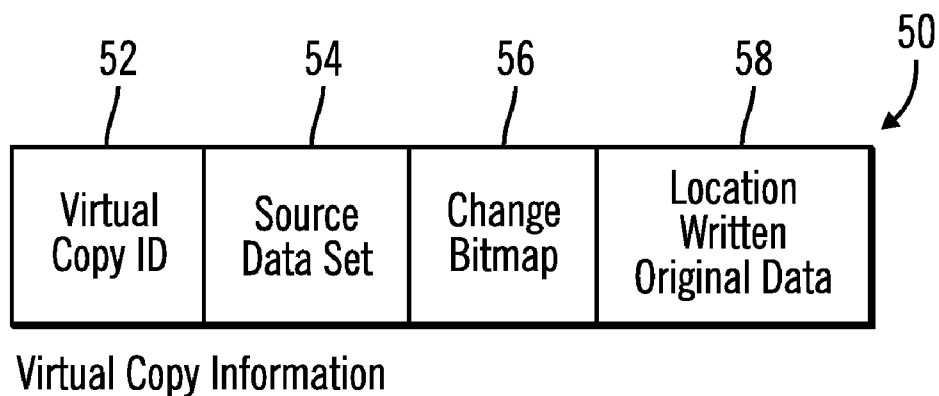 52
54
56
58
50
Virtual
Copy ID
Source
Data Set
Change
Bitmap
Location
Written
Original Data
Virtual Copy Information